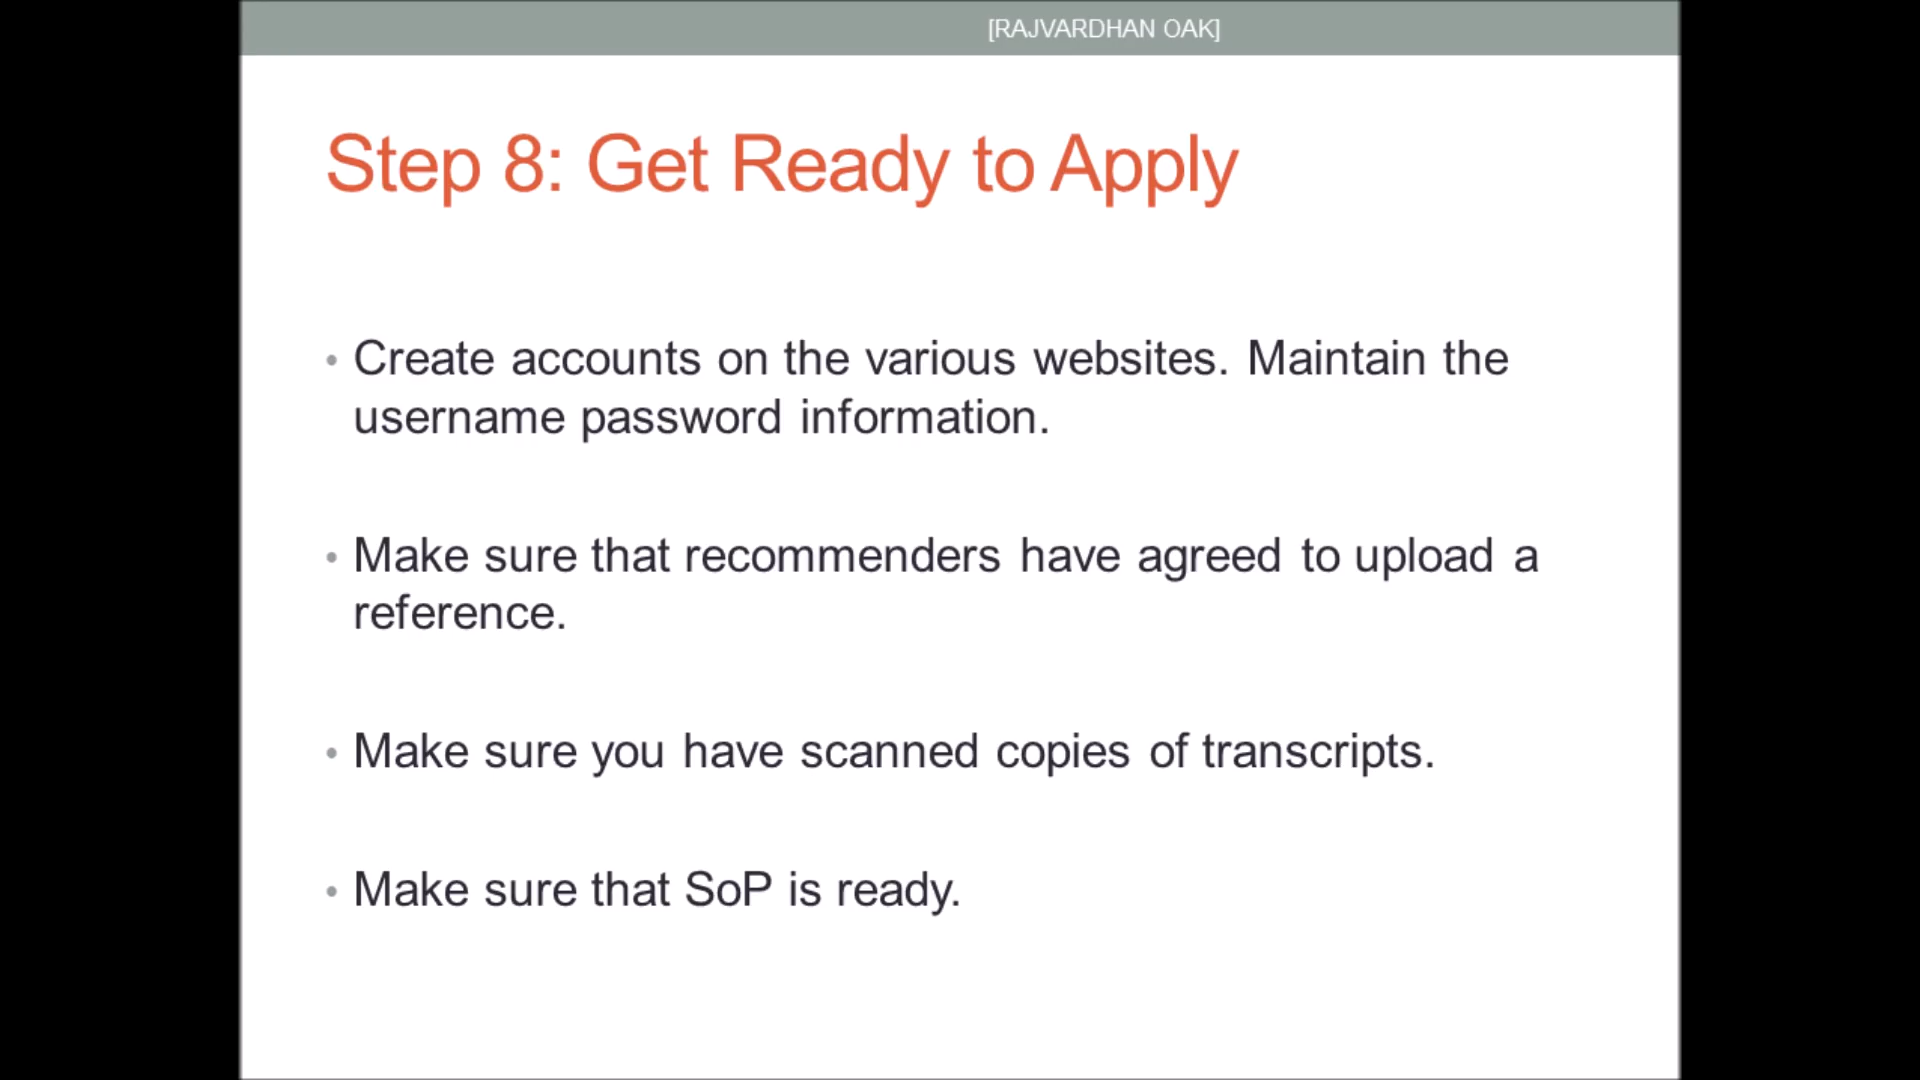 [RAJVARDHAN OAK]
Step 8: Get Ready to Apply
• Create accounts on the various websites. Maintain the
username password information.
• Make sure that recommenders have agreed to upload a
reference.
• Make sure you have scanned copies of transcripts.
• Make sure that SoP is ready.